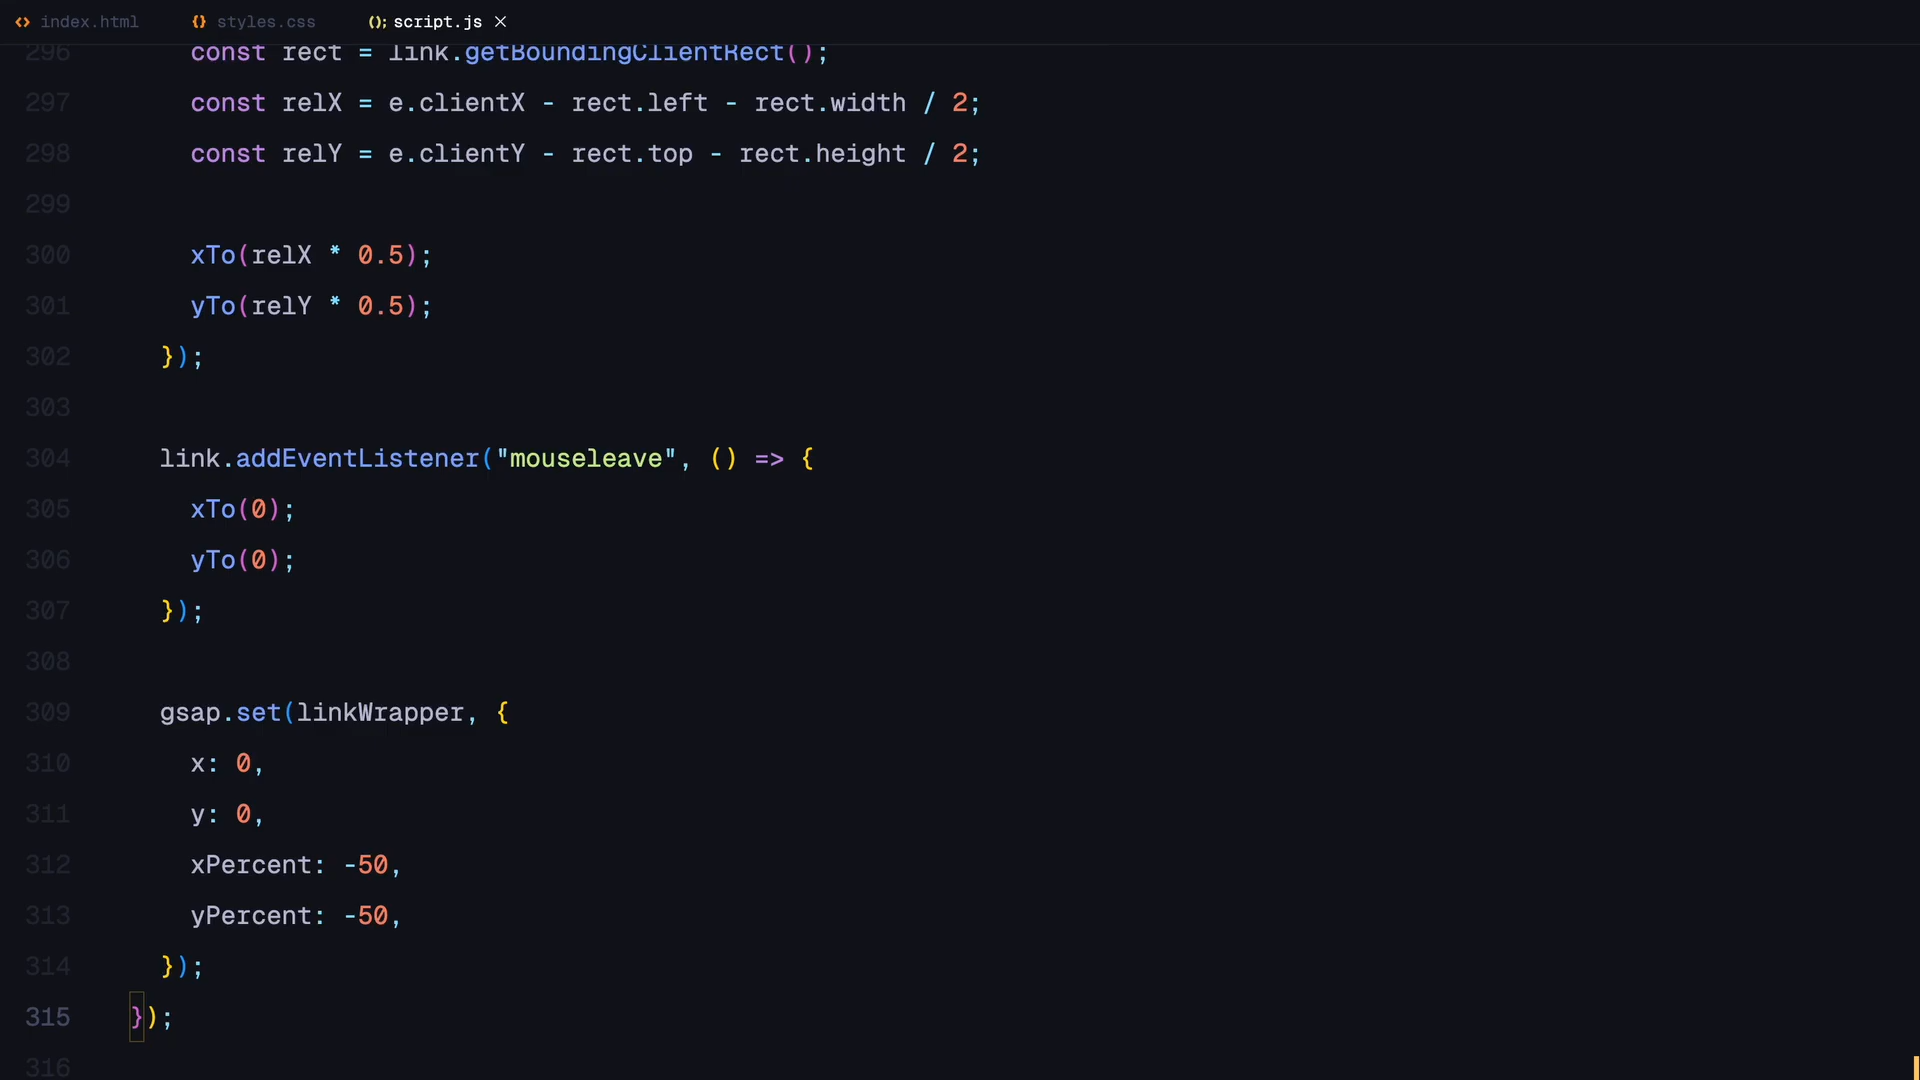 index.html styles.css script.js
296 const rect = link.getBoundingClientRect();
297 const relX = e.clientX - rect.left - rect.width / 2;
298 const relY = e.clientY - rect.top - rect.height / 2;
299
300 xTo(relX * 0.5);
301 yTo(relY * 0.5);
302 });
303
304 link.addEventListener("mouseleave", () => {
305 xTo(0);
306 yTo(0);
307 });
308
309 gsap.set(linkWrapper, {
310 x: 0,
311 y: 0,
312 xPercent: -50,
313 yPercent: -50,
314 });
315 });
316